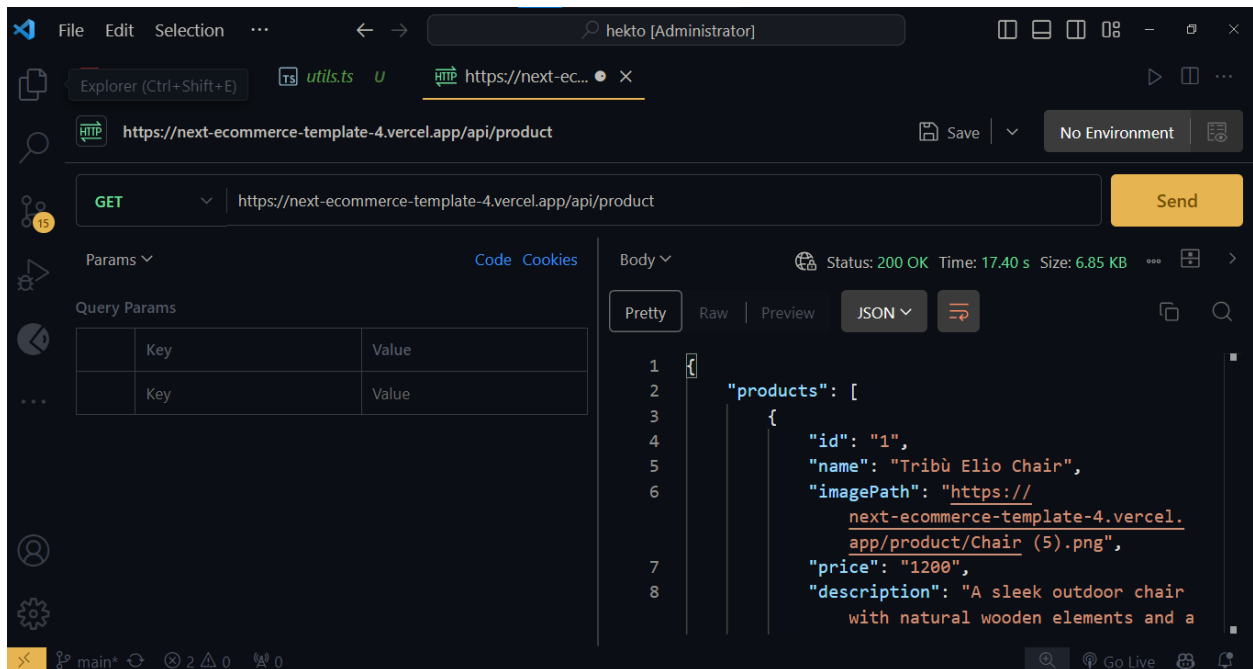 File Edit Selection ··· hekto [Administrator]
Explorer (Ctrl+Shift+E) TS utils.ts U HTTP https://next-ec...
HTTP https://next-ecommerce-template-4.vercel.app/api/product Save No Environment
GET https://next-ecommerce-template-4.vercel.app/api/product Send
15
Params Code Cookies
Query Params
Key Value
Key Value
Body Status: 200 OK Time: 17.40 s Size: 6.85 KB
Pretty Raw Preview JSON
1 {
2 "products": [
3 {
4 "id": "1",
5 "name": "Tribù Elio Chair",
6 "imagePath": "https://
next-ecommerce-template-4.vercel.
app/product/Chair (5).png",
7 "price": "1200",
8 "description": "A sleek outdoor chair
with natural wooden elements and a
main* 2 0 0 Go Live